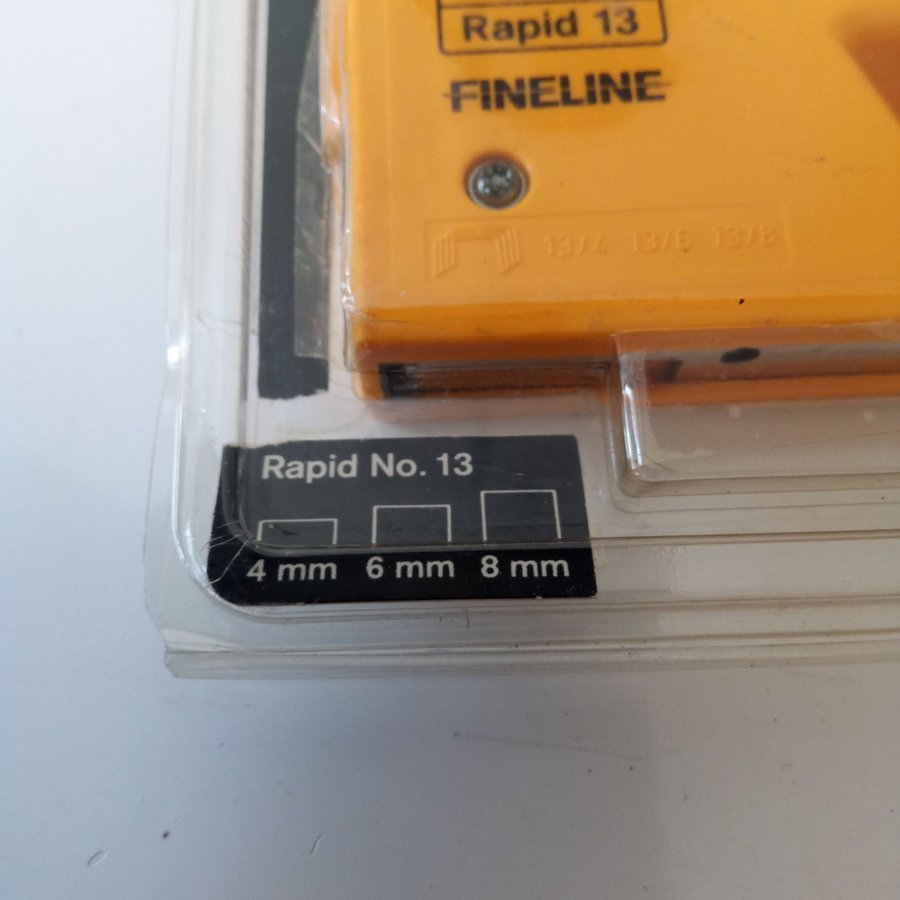 Rapid 13
FINELINE
13/4 13/6 13/8
Rapid No. 13
4 mm 6 mm 8 mm